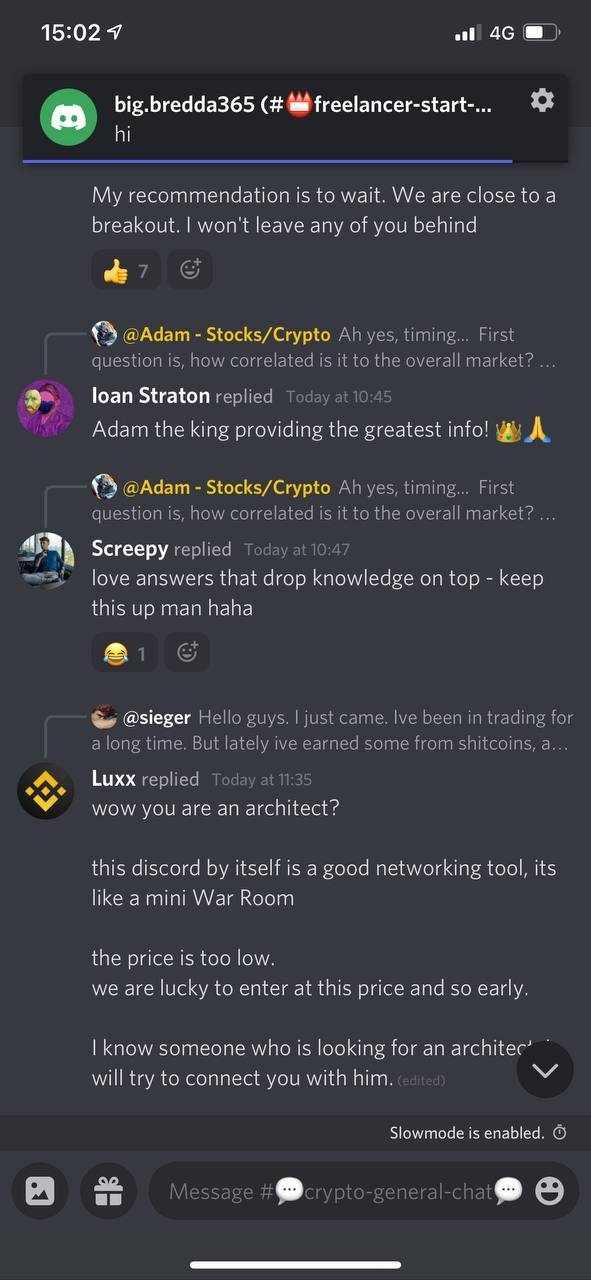 15:02
4G
big.bredda365 (#📛freelancer-start-...
hi
My recommendation is to wait. We are close to a
breakout. I won't leave any of you behind
👍 7
@Adam - Stocks/Crypto Ah yes, timing... First
question is, how correlated is it to the overall market? ...
Ioan Straton replied Today at 10:45
Adam the king providing the greatest info! 👑🙏
@Adam - Stocks/Crypto Ah yes, timing... First
question is, how correlated is it to the overall market? ...
Screepy replied Today at 10:47
love answers that drop knowledge on top - keep
this up man haha
😂 1
@sieger Hello guys. I just came. Ive been in trading for
a long time. But lately ive earned some from shitcoins, a...
Luxx replied Today at 11:35
wow you are an architect?
this discord by itself is a good networking tool, its
like a mini War Room
the price is too low.
we are lucky to enter at this price and so early.
I know someone who is looking for an architect
will try to connect you with him. (edited)
Slowmode is enabled.
Message #💬crypto-general-chat💬